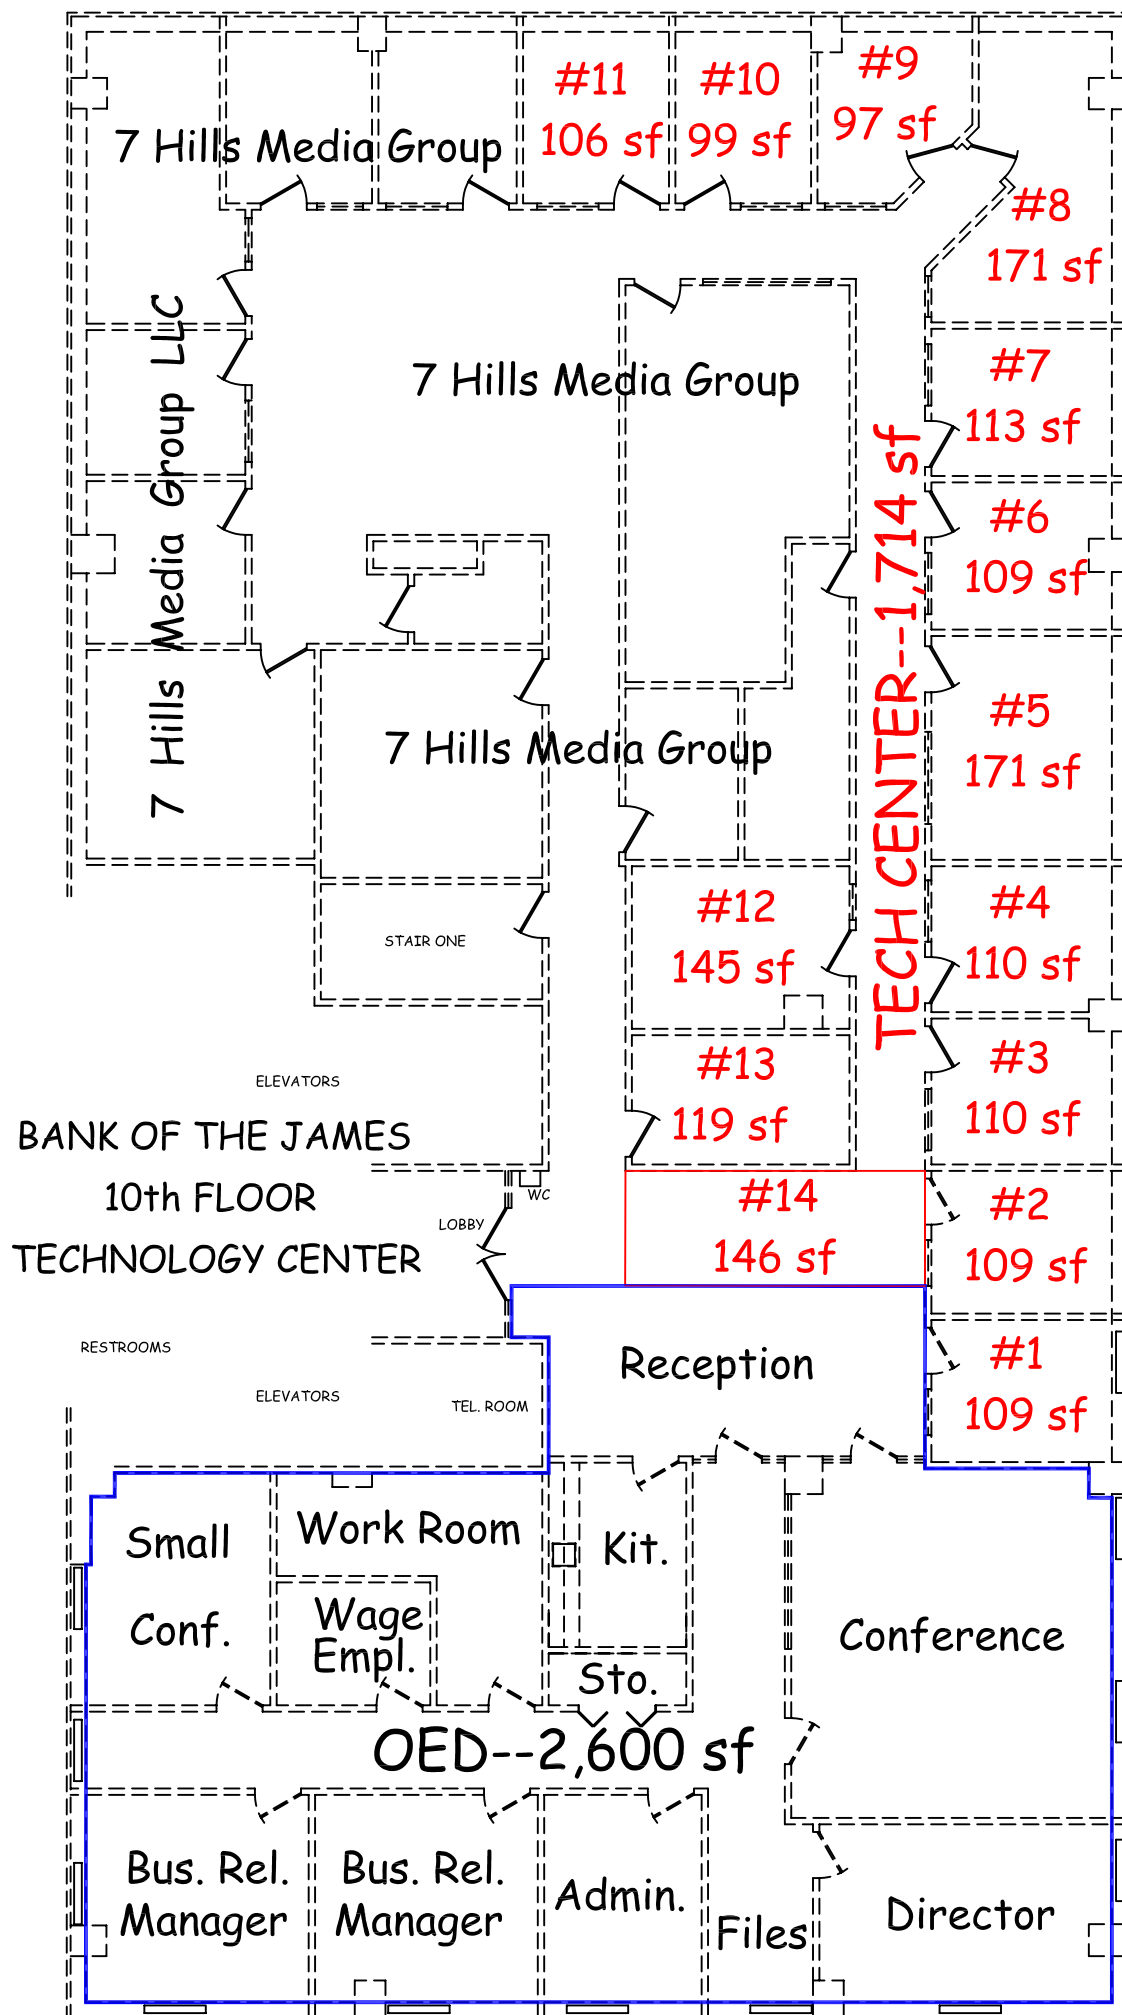 #11
106 sf
#10
99 sf
#9
97 sf
7 Hills Media Group
#8
171 sf
7 Hills Media Group LLC
7 Hills Media Group
#7
113 sf
TECH CENTER---1,714 sf
#6
109 sf
#5
171 sf
7 Hills Media Group
#12
145 sf
#4
110 sf
STAIR ONE
#13
119 sf
#3
110 sf
ELEVATORS
BANK OF THE JAMES
10th FLOOR
TECHNOLOGY CENTER
WC
LOBBY
#14
146 sf
#2
109 sf
RESTROOMS
ELEVATORS
TEL. ROOM
Reception
#1
109 sf
Small
Conf.
Work Room
Wage
Empl.
Kit.
Sto.
Conference
OED--2,600 sf
Bus. Rel.
Manager
Bus. Rel.
Manager
Admin.
Files
Director